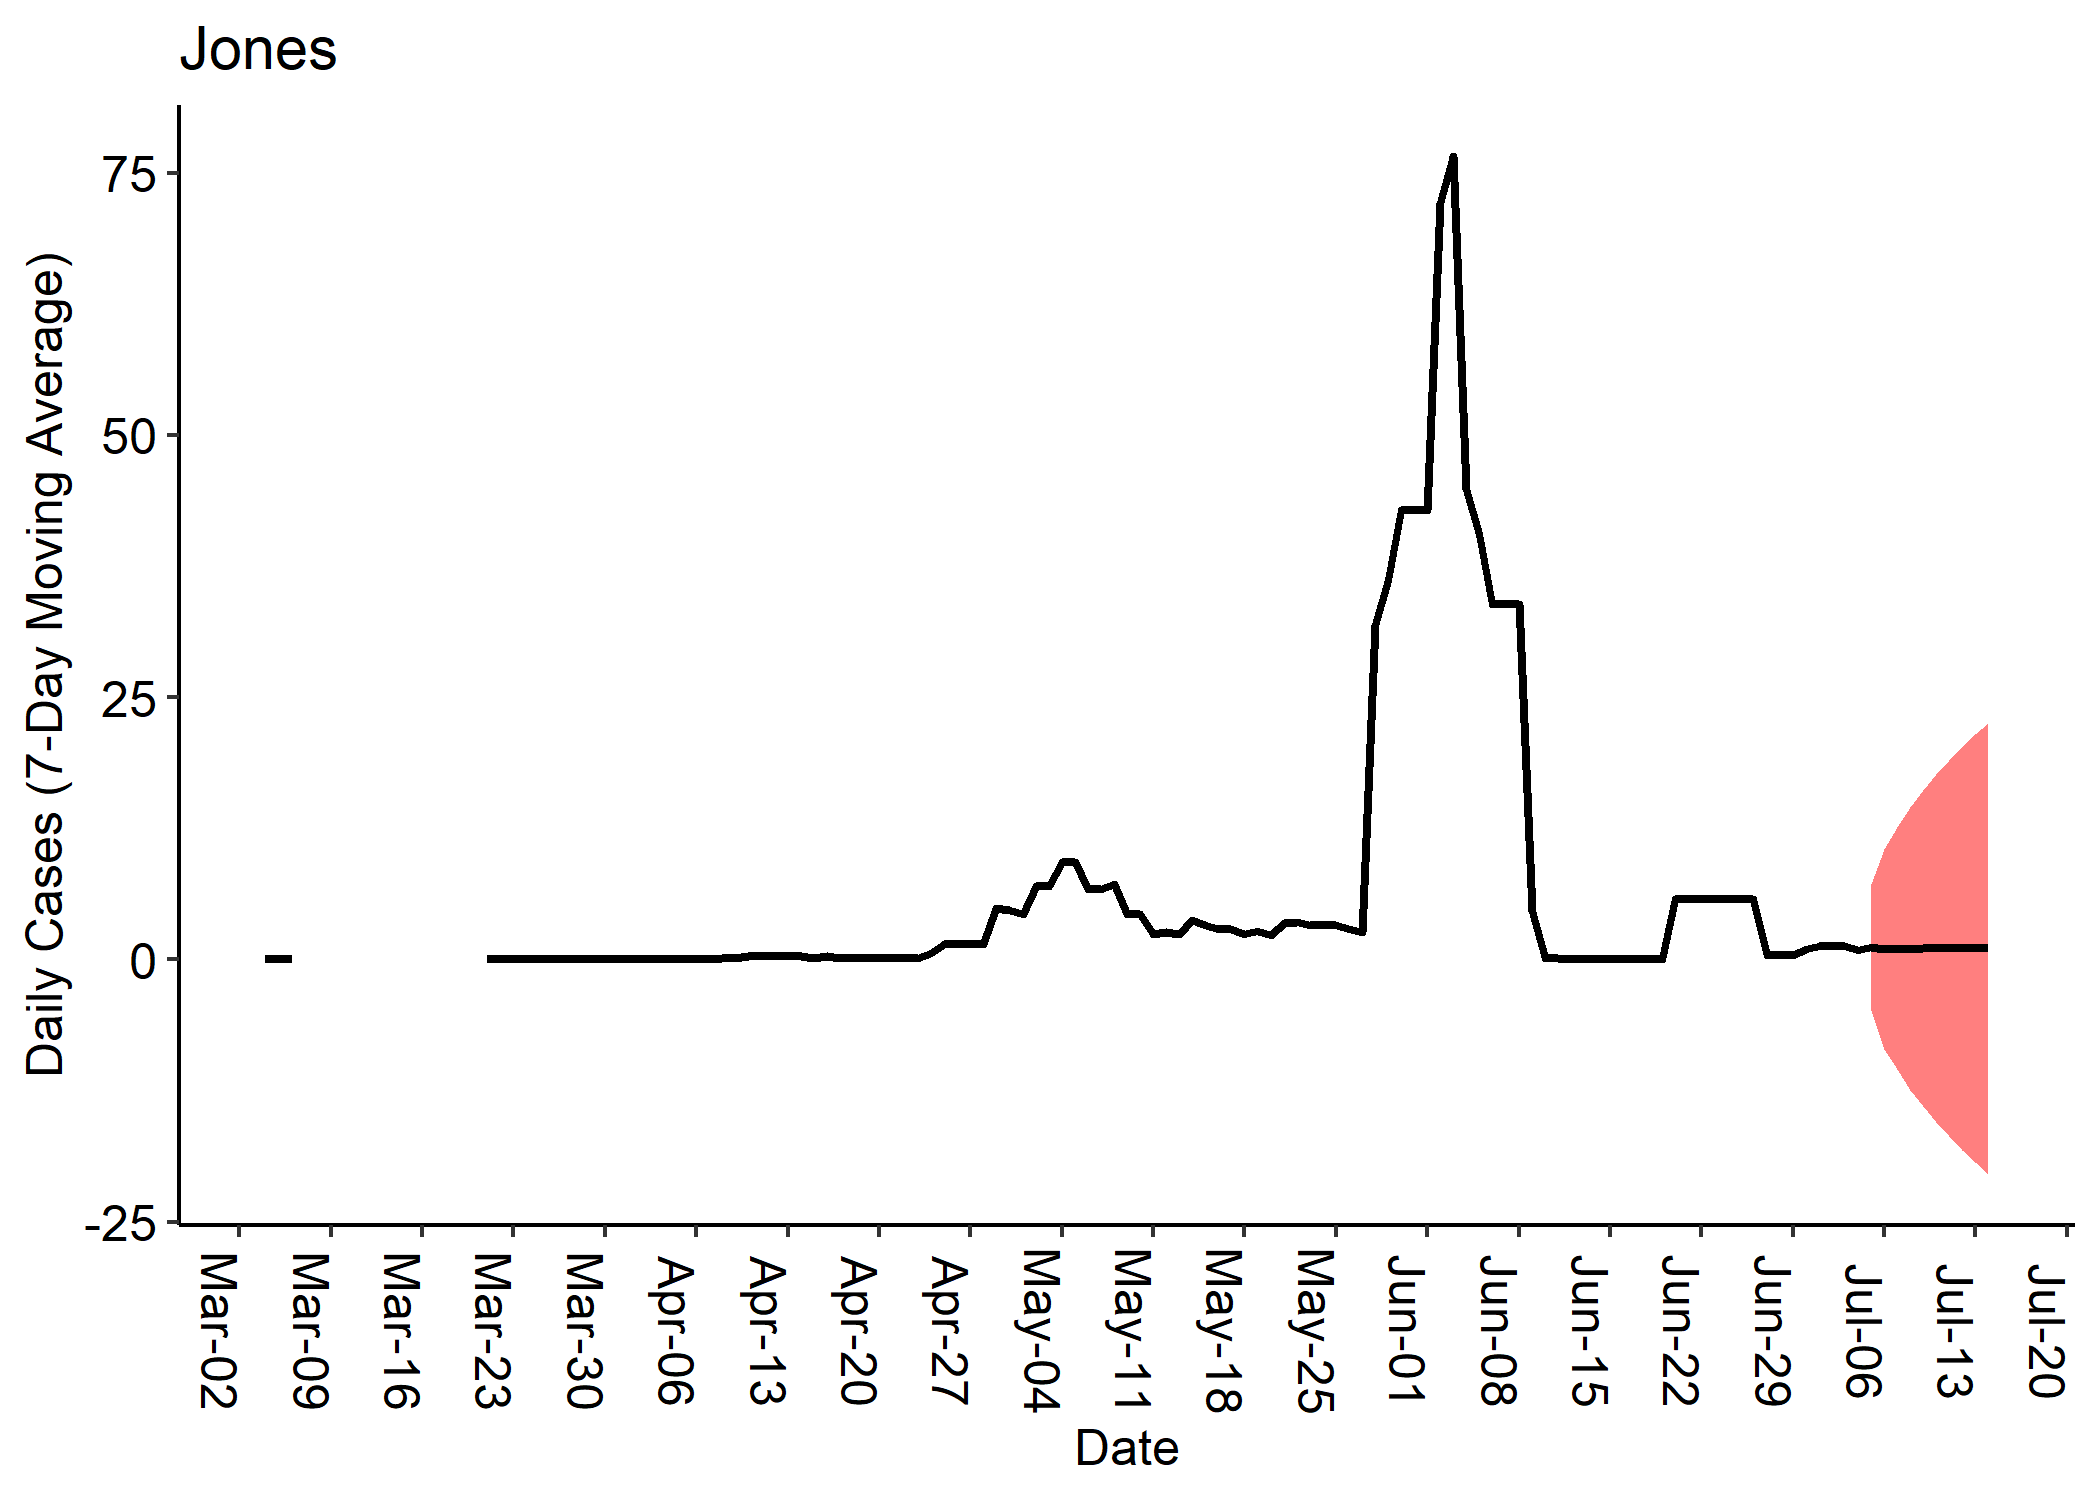 Jones
Daily Cases (7-Day Moving Average)
75
50
25
0
-25
Mar-02
Mar-09
Mar-16
Mar-23
Mar-30
Apr-06
Apr-13
Apr-20
Apr-27
May-04
May-11
May-18
May-25
Jun-01
Jun-08
Jun-15
Jun-22
Jun-29
Jul-06
Jul-13
Jul-20
Date